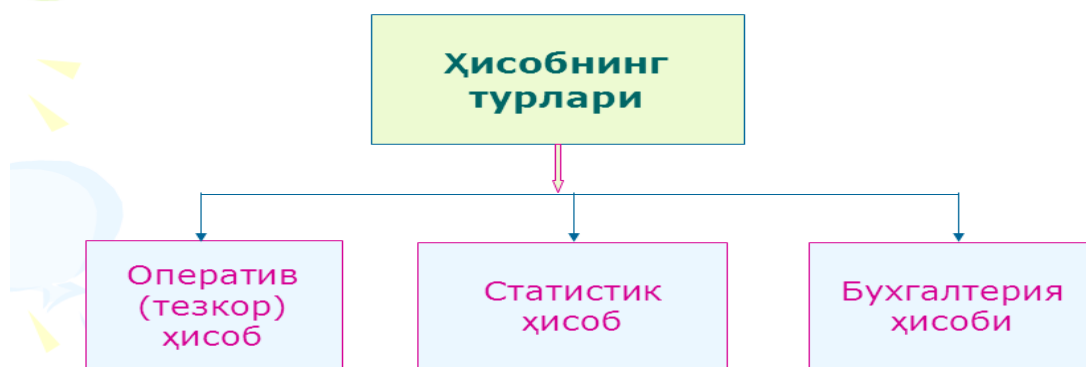 Ҳисобнинг
турлари
Оператив
(тезкор)
ҳисоб
Статистик
ҳисоб
Бухгалтерия
ҳисоби